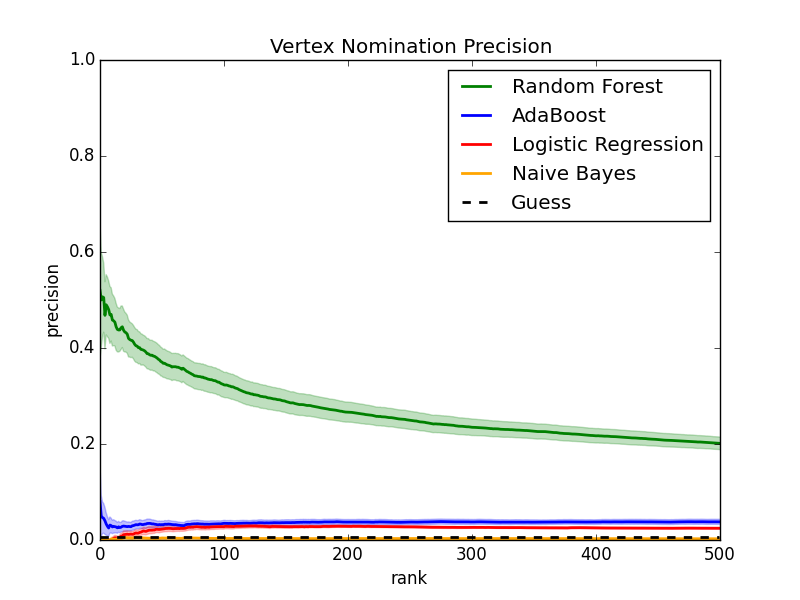 Vertex Nomination Precision
1.0
0.8
0.6
0.4
0.2
0.0
precision
Random Forest
AdaBoost
Logistic Regression
Naive Bayes
Guess
0
100
200
300
400
500
rank